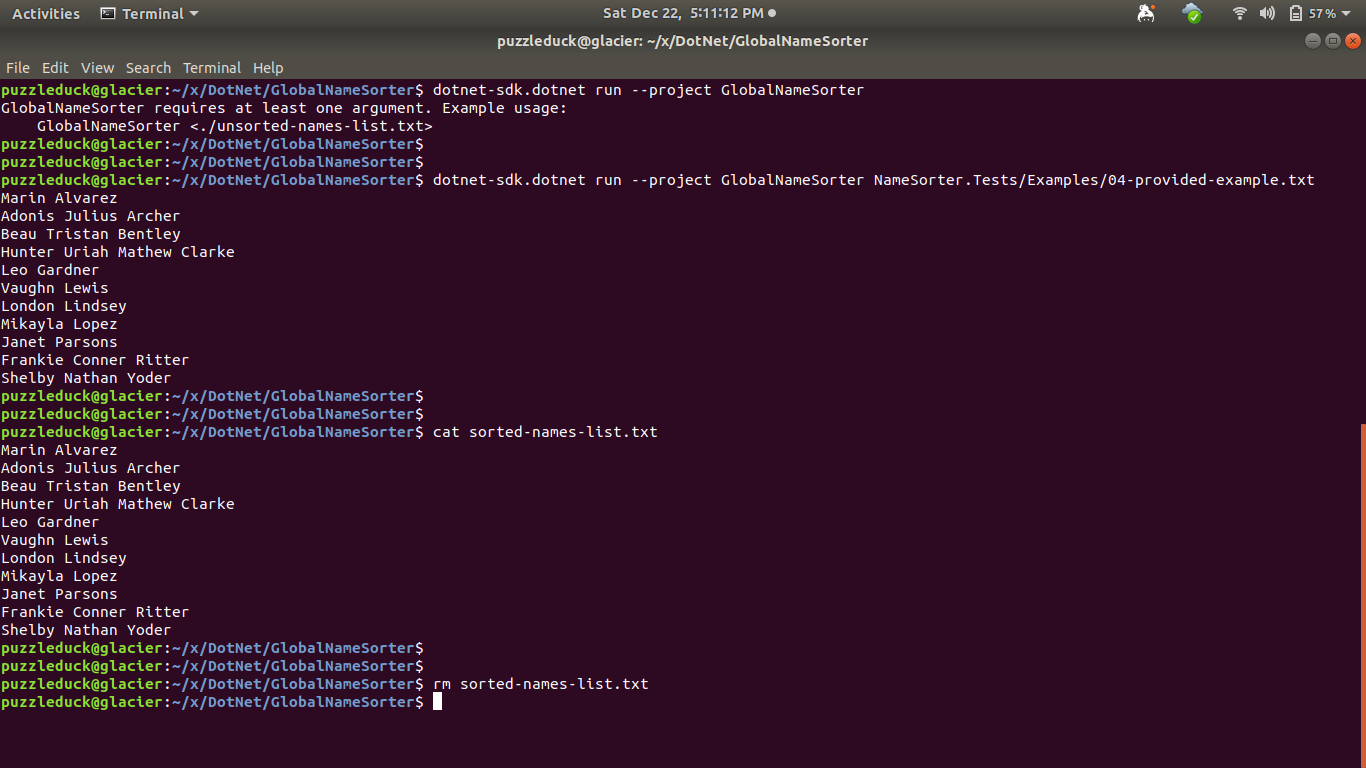 Activities Terminal Sat Dec 22, 5:11:12 PM 57%
puzzleduck@glacier: ~/x/DotNet/GlobalNameSorter
File Edit View Search Terminal Help
puzzleduck@glacier:~/x/DotNet/GlobalNameSorter$ dotnet-sdk.dotnet run --project GlobalNameSorter
GlobalNameSorter requires at least one argument. Example usage:
    GlobalNameSorter <./unsorted-names-list.txt>
puzzleduck@glacier:~/x/DotNet/GlobalNameSorter$
puzzleduck@glacier:~/x/DotNet/GlobalNameSorter$
puzzleduck@glacier:~/x/DotNet/GlobalNameSorter$ dotnet-sdk.dotnet run --project GlobalNameSorter NameSorter.Tests/Examples/04-provided-example.txt
Marin Alvarez
Adonis Julius Archer
Beau Tristan Bentley
Hunter Uriah Mathew Clarke
Leo Gardner
Vaughn Lewis
London Lindsey
Mikayla Lopez
Janet Parsons
Frankie Conner Ritter
Shelby Nathan Yoder
puzzleduck@glacier:~/x/DotNet/GlobalNameSorter$
puzzleduck@glacier:~/x/DotNet/GlobalNameSorter$
puzzleduck@glacier:~/x/DotNet/GlobalNameSorter$ cat sorted-names-list.txt
Marin Alvarez
Adonis Julius Archer
Beau Tristan Bentley
Hunter Uriah Mathew Clarke
Leo Gardner
Vaughn Lewis
London Lindsey
Mikayla Lopez
Janet Parsons
Frankie Conner Ritter
Shelby Nathan Yoder
puzzleduck@glacier:~/x/DotNet/GlobalNameSorter$
puzzleduck@glacier:~/x/DotNet/GlobalNameSorter$
puzzleduck@glacier:~/x/DotNet/GlobalNameSorter$ rm sorted-names-list.txt
puzzleduck@glacier:~/x/DotNet/GlobalNameSorter$